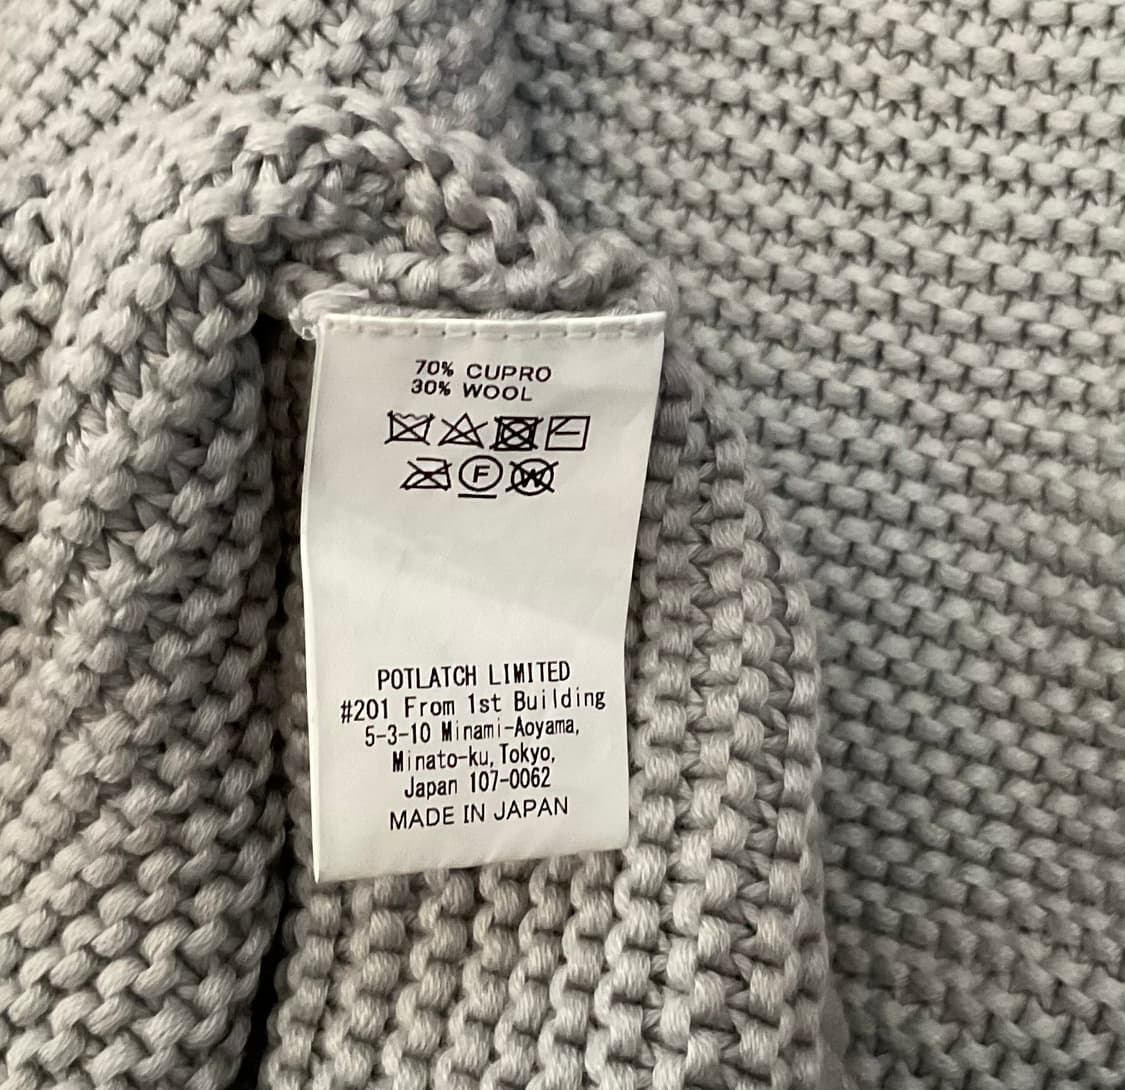 70% CUPRO
30% WOOL
F W
POTLATCH LIMITED
#201 From 1st Building
5-3-10 Minami-Aoyama,
Minato-ku, Tokyo,
Japan 107-0062
MADE IN JAPAN